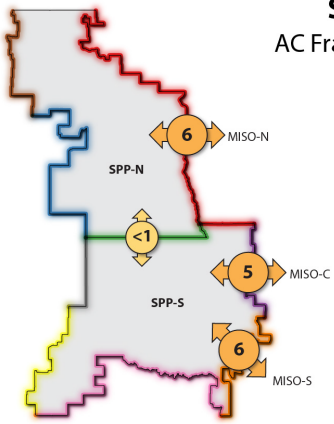 S
AC Fra
6
MISO-N
SPP-N
<1
5
MISO-C
SPP-S
6
MISO-S